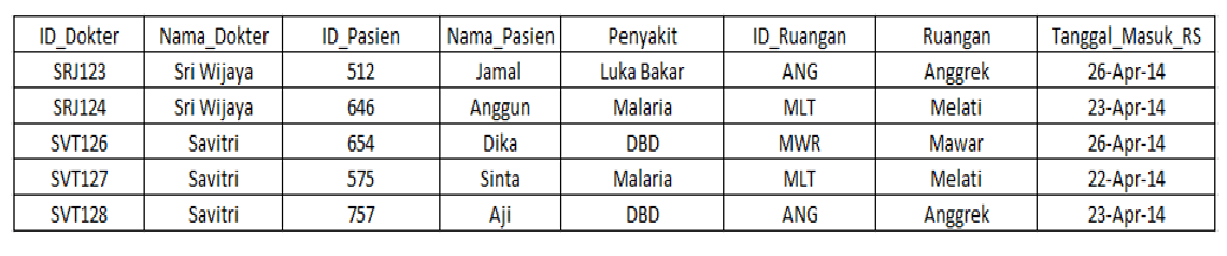 ID_Dokter Nama_Dokter ID_Pasien Nama_Pasien Penyakit ID_Ruangan Ruangan Tanggal_Masuk_RS
SRJ123 Sri Wijaya 512 Jamal Luka Bakar ANG Anggrek 26-Apr-14
SRJ124 Sri Wijaya 646 Anggun Malaria MLT Melati 23-Apr-14
SVT126 Savitri 654 Dika DBD MWR Mawar 26-Apr-14
SVT127 Savitri 575 Sinta Malaria MLT Melati 22-Apr-14
SVT128 Savitri 757 Aji DBD ANG Anggrek 23-Apr-14